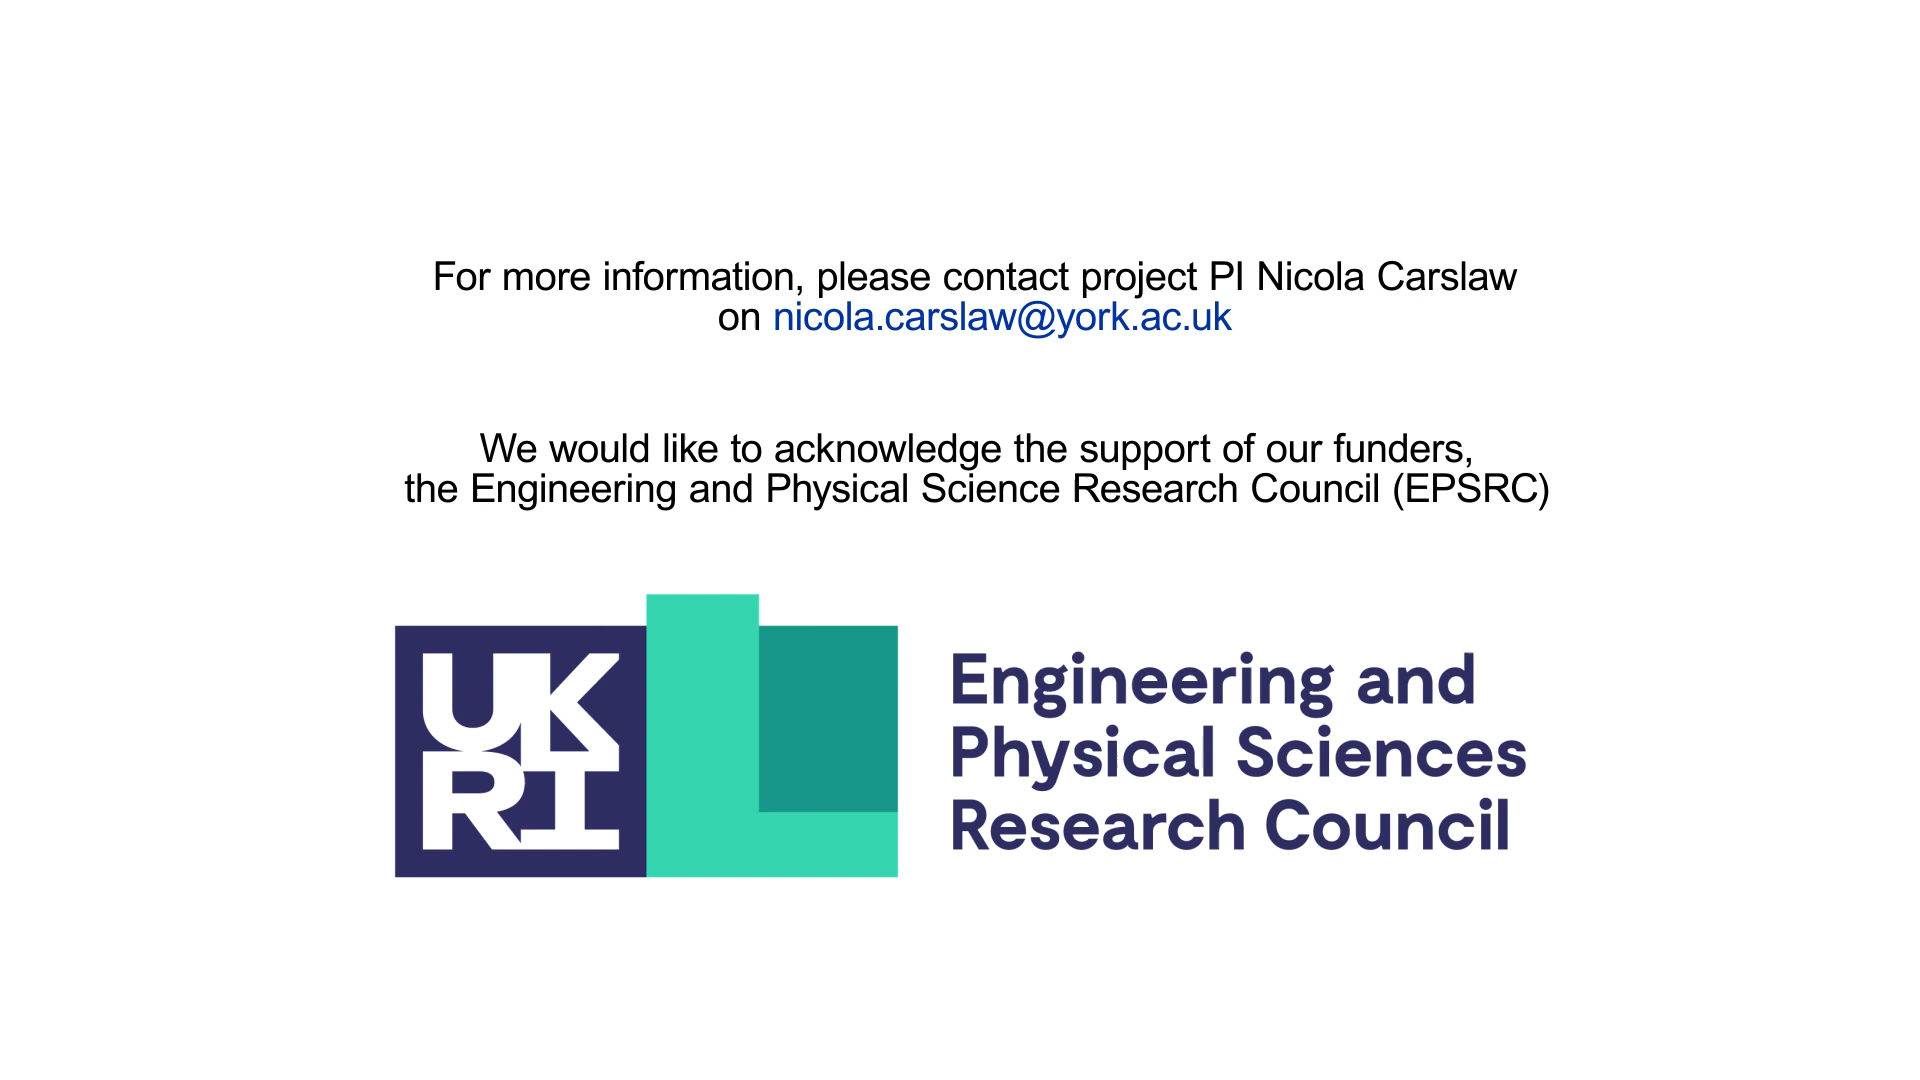 For more information, please contact project PI Nicola Carslaw
on nicola.carslaw@york.ac.uk
We would like to acknowledge the support of our funders,
the Engineering and Physical Science Research Council (EPSRC)
UK
RI
Engineering and
Physical Sciences
Research Council